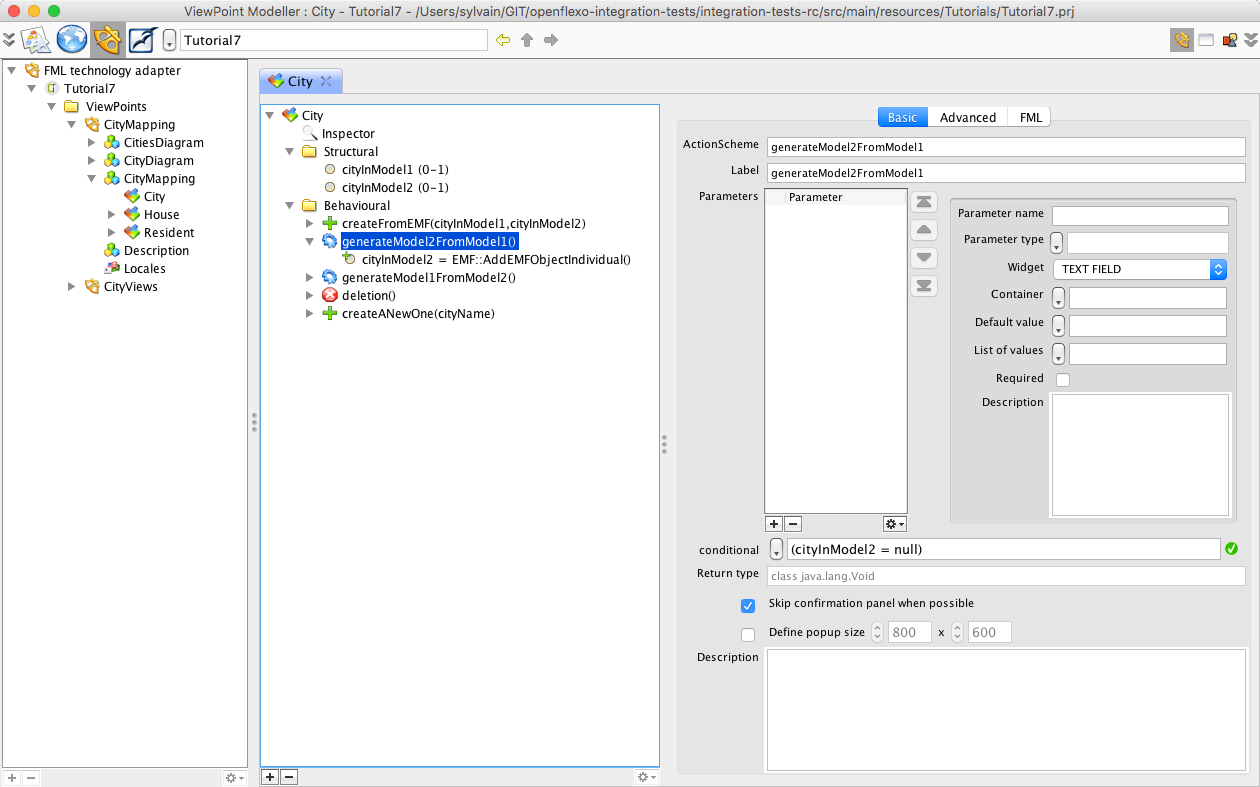 ViewPoint Modeller : City - Tutorial7 - /Users/sylvain/GIT/openflexo-integration-tests/integration-tests-rc/src/main/resources/Tutorials/Tutorial7.prj
Tutorial7
FML technology adapter
Tutorial7
ViewPoints
CityMapping
CitiesDiagram
CityDiagram
CityMapping
City
House
Resident
Description
Locales
CityViews
City
City
Inspector
Structural
cityInModel1 (0-1)
cityInModel2 (0-1)
Behavioural
createFromEMF(cityInModel1,cityInModel2)
generateModel2FromModel1()
cityInModel2 = EMF::AddEMFObjectIndividual()
generateModel1FromModel2()
deletion()
createANewOne(cityName)
Basic Advanced FML
ActionScheme generateModel2FromModel1
Label generateModel2FromModel1
Parameters Parameter
Parameter name
Parameter type
Widget TEXT FIELD
Container
Default value
List of values
Required
Description
conditional (cityInModel2 = null)
Return type class java.lang.Void
Skip confirmation panel when possible
Define popup size 800 x 600
Description